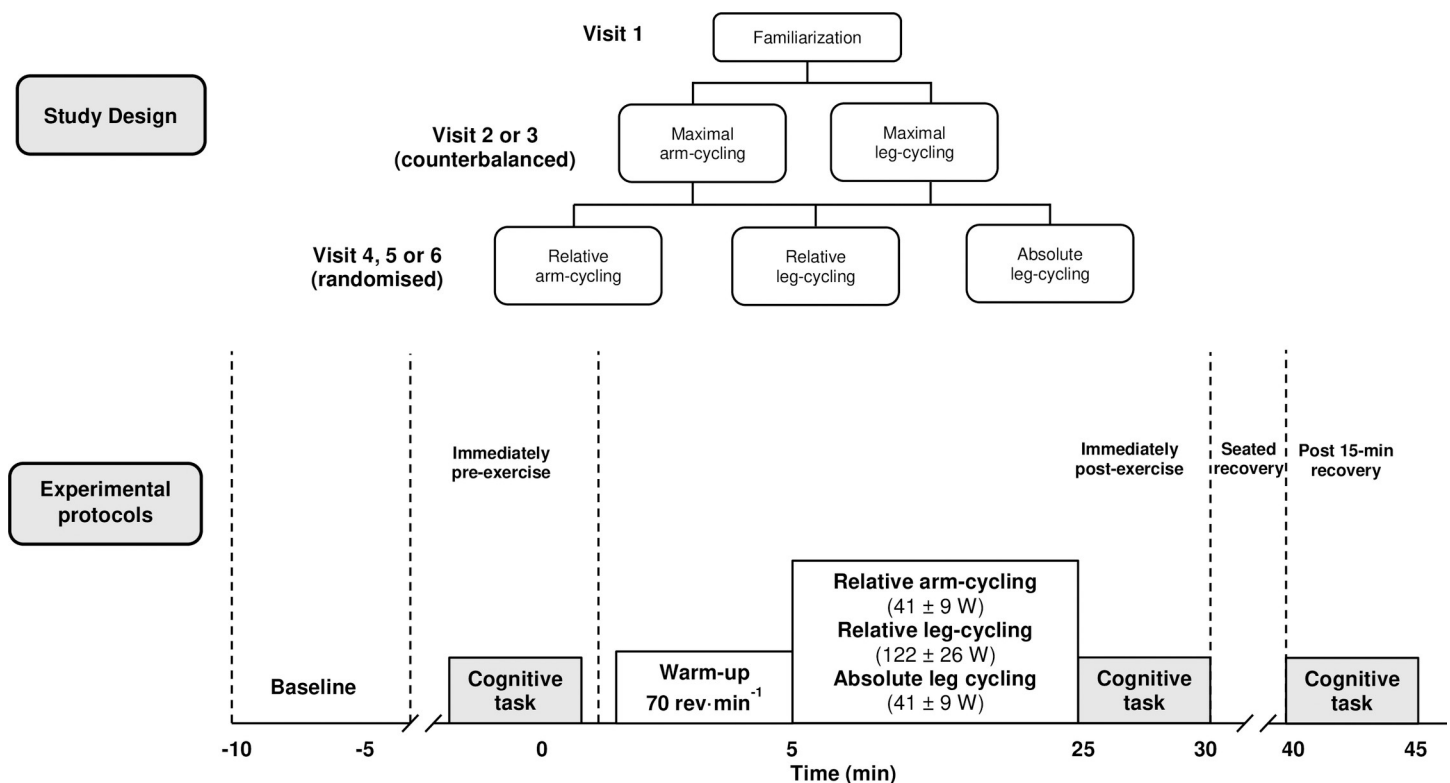 Visit 1
Familiarization
Study Design
Visit 2 or 3
(counterbalanced)
Maximal
arm-cycling
Maximal
leg-cycling
Visit 4, 5 or 6
(randomised)
Relative
arm-cycling
Relative
leg-cycling
Absolute
leg-cycling
Experimental
protocols
Immediately
pre-exercise
Immediately
post-exercise
Seated
recovery
Post 15-min
recovery
Baseline
Cognitive
task
Warm-up
70 rev·min⁻¹
Relative arm-cycling
(41 ± 9 W)
Relative leg-cycling
(122 ± 26 W)
Absolute leg cycling
(41 ± 9 W)
Cognitive
task
Cognitive
task
-10 -5 0 5 25 30 40 45
Time (min)